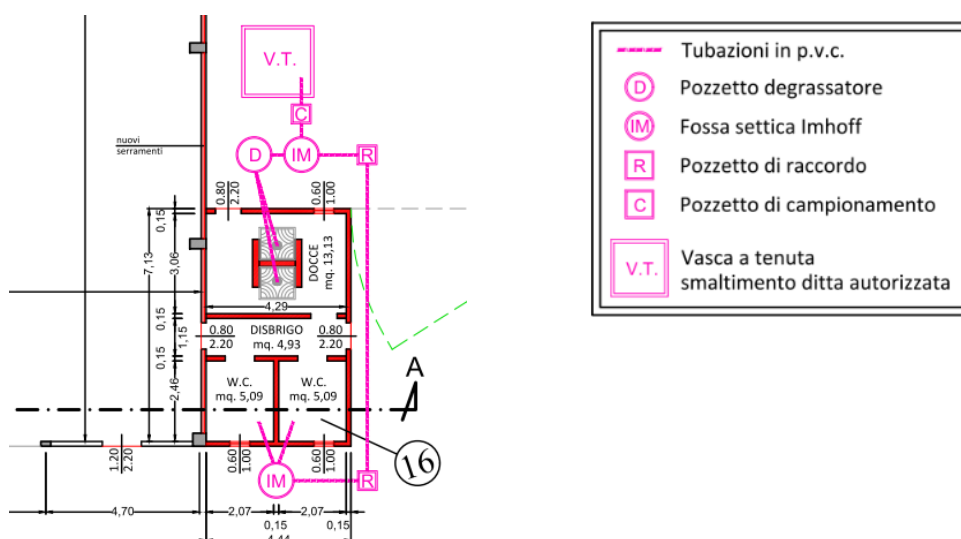 V.T.
C
D
IM
R
nuovi
serramenti
0.80
2.20
0.60
1.00
0,15
7,13
3,06
DOCCE
mq. 13,13
4,29
0,15
1,15
0,15
0.80
2.20
DISBRIGO
mq. 4,93
0.80
2.20
2,46
W.C.
mq. 5,09
W.C.
mq. 5,09
A
16
1.20
2.20
0.60
1.00
0.60
1.00
IM
R
4,70
2,07
2,07
0,15
0,15
4,44
Tubazioni in p.v.c.
D Pozzetto degrassatore
IM Fossa settica Imhoff
R Pozzetto di raccordo
C Pozzetto di campionamento
V.T. Vasca a tenuta
smaltimento ditta autorizzata